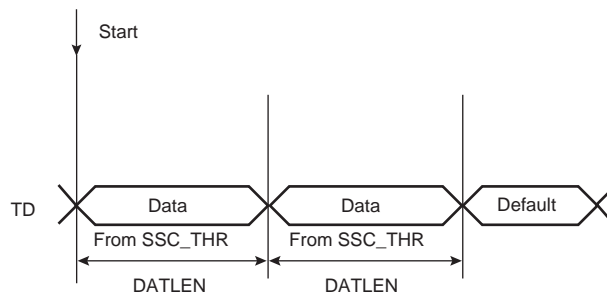 Start
TD
Data
Data
Default
From SSC_THR
From SSC_THR
DATLEN
DATLEN